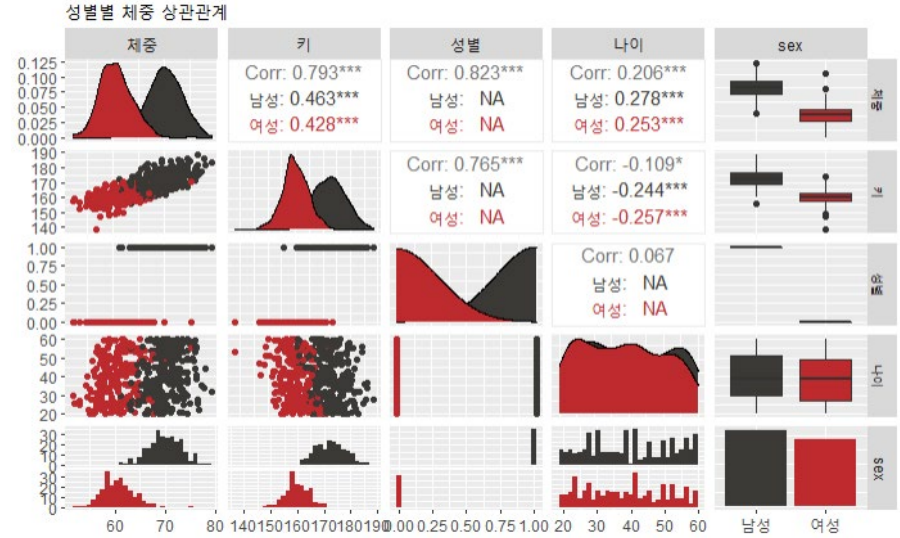 성별별 체중 상관관계
체중
키
성별
나이
sex
0.125
0.100
0.075
0.050
0.025
0.000
Corr: 0.793***
남성: 0.463***
여성: 0.428***
Corr: 0.823***
남성: NA
여성: NA
Corr: 0.206***
남성: 0.278***
여성: 0.253***
체중
190
180
170
160
150
140
Corr: 0.765***
남성: NA
여성: NA
Corr: -0.109*
남성: -0.244***
여성: -0.257***
키
1.00
0.75
0.50
0.25
0.00
Corr: 0.067
남성: NA
여성: NA
성별
60
50
40
30
20
나이
30
20
10
0
30
20
10
0
sex
60 70 80
140 150 160 170 180 190
0.00 0.25 0.50 0.75 1.00
20 30 40 50 60
남성 여성